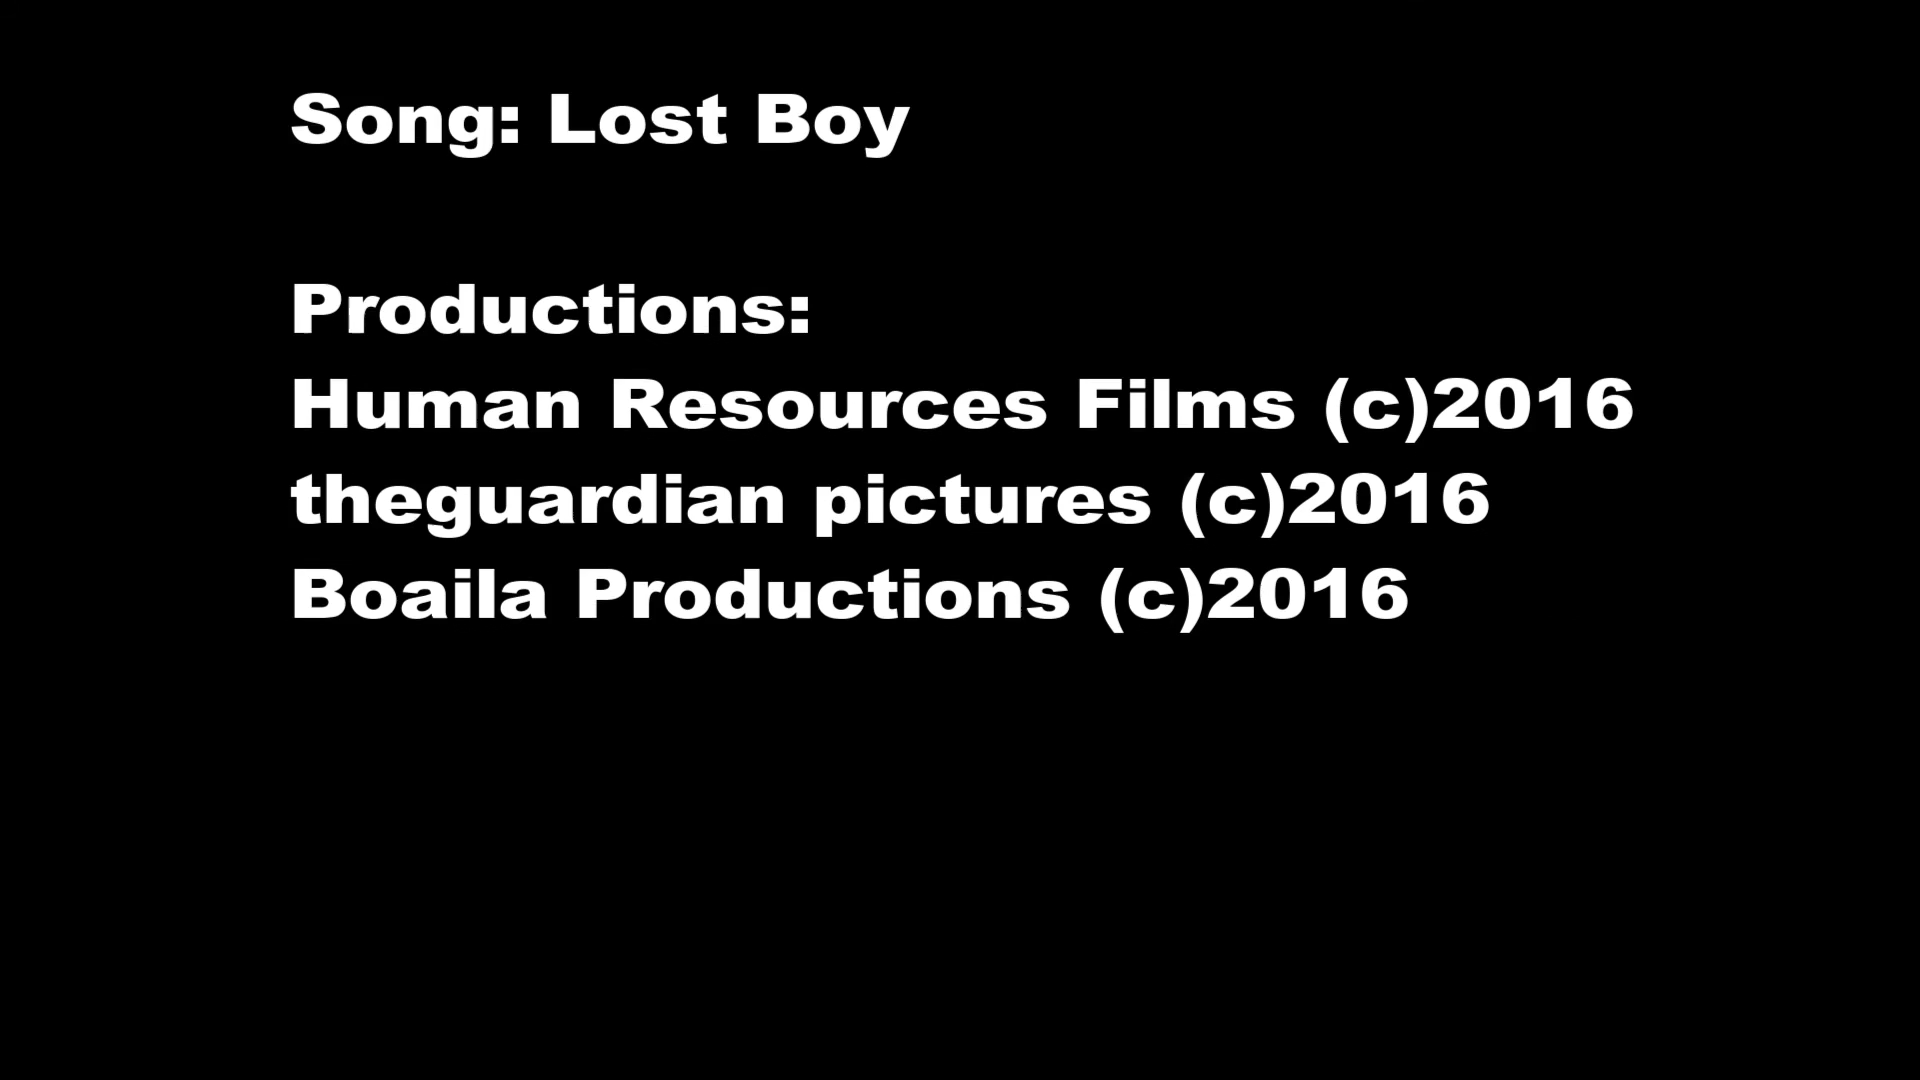 Song: Lost Boy
Productions:
Human Resources Films (c)2016
theguardian pictures (c)2016
Boaila Productions (c)2016